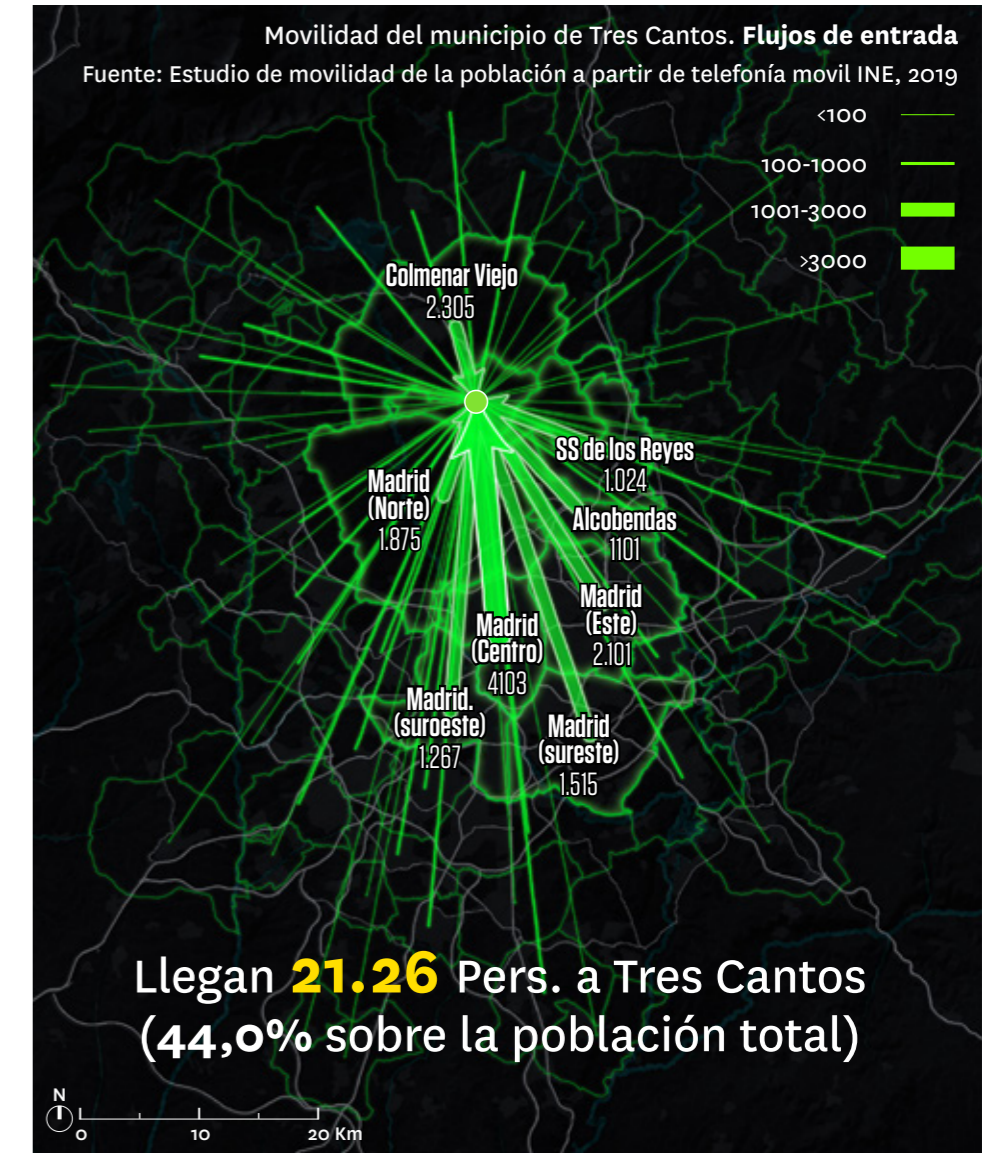 Movilidad del municipio de Tres Cantos. Flujos de entrada
Fuente: Estudio de movilidad de la población a partir de telefonía movil INE, 2019
<100
100-1000
1001-3000
>3000
Colmenar Viejo
2.305
SS de los Reyes
1.024
Madrid
(Norte)
1.875
Alcobendas
1101
Madrid
(Este)
2.101
Madrid
(Centro)
4103
Madrid.
(suroeste)
1.267
Madrid
(sureste)
1.515
Llegan 21.26 Pers. a Tres Cantos
(44,0% sobre la población total)
N
0 10 20 Km